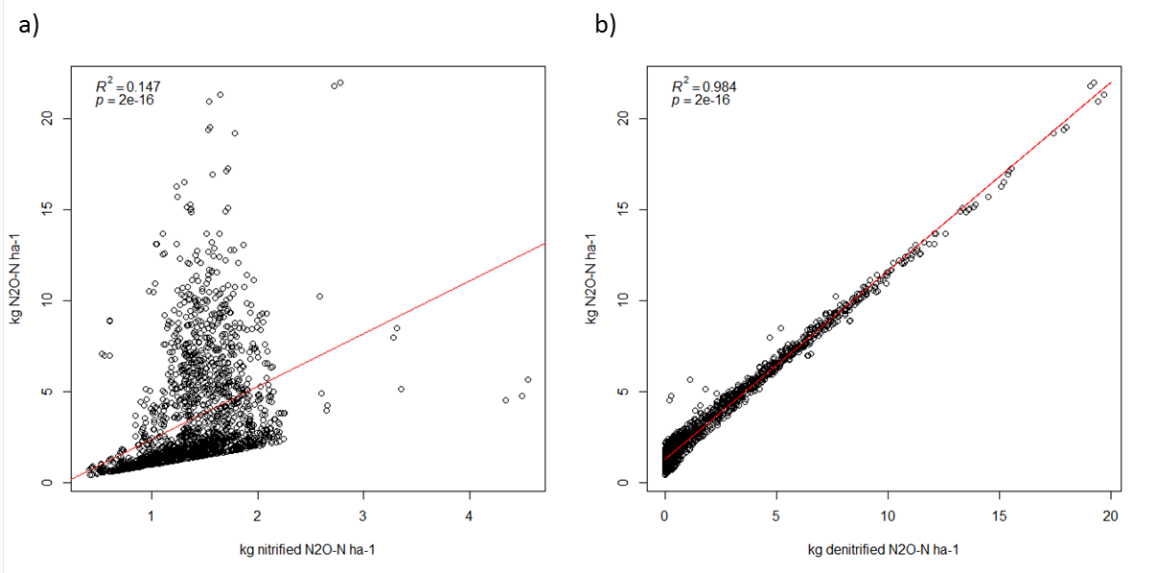 a)
R2 = 0.147
p = 2e-16
20
15
10
5
0
kg N2O-N ha-1
1 2 3 4
kg nitrified N2O-N ha-1
b)
R2 = 0.984
p = 2e-16
20
15
10
5
0
kg N2O-N ha-1
0 5 10 15 20
kg denitrified N2O-N ha-1